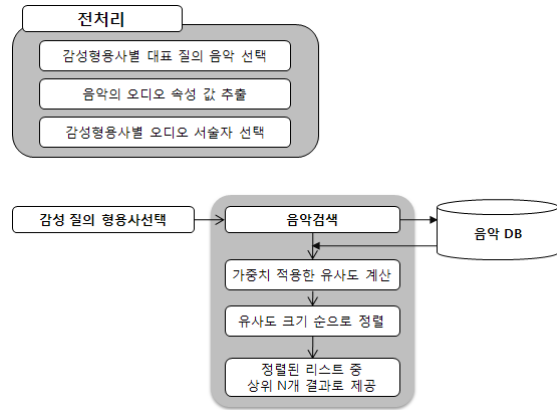 전처리
감성형용사별 대표 질의 음악 선택
음악의 오디오 속성 값 추출
감성형용사별 오디오 서술자 선택
감성 질의 형용사선택
음악검색
음악 DB
가중치 적용한 유사도 계산
유사도 크기 순으로 정렬
정렬된 리스트 중
상위 N개 결과로 제공